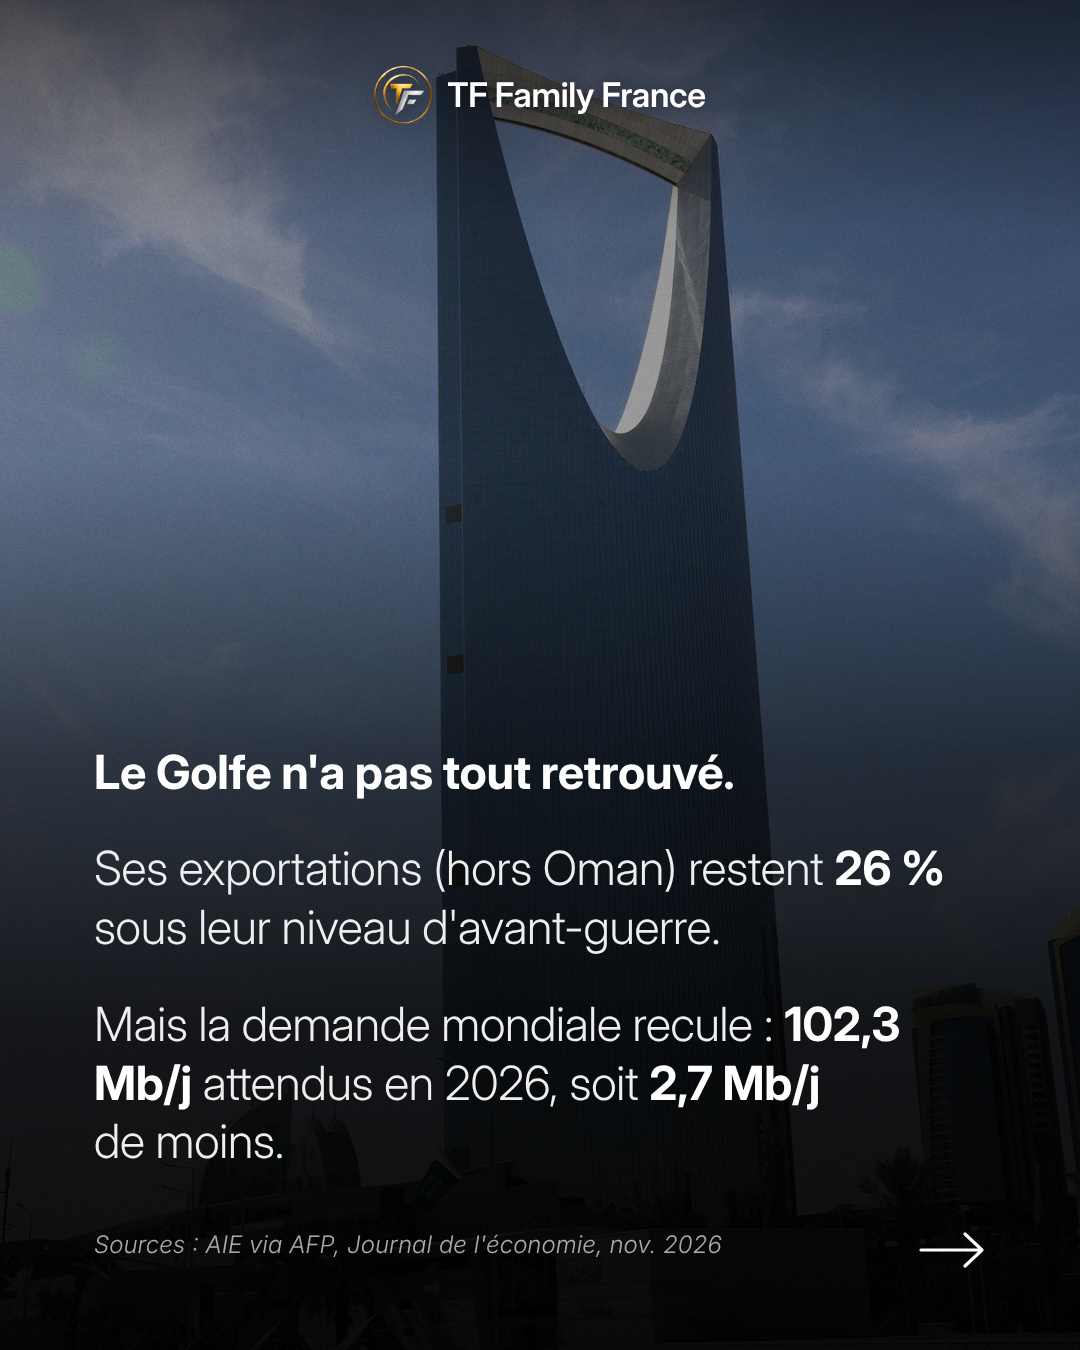 TF Family France
Le Golfe n'a pas tout retrouvé.
Ses exportations (hors Oman) restent 26 %
sous leur niveau d'avant-guerre.
Mais la demande mondiale recule : 102,3
Mb/j attendus en 2026, soit 2,7 Mb/j
de moins.
Sources : AIE via AFP, Journal de l'économie, nov. 2026